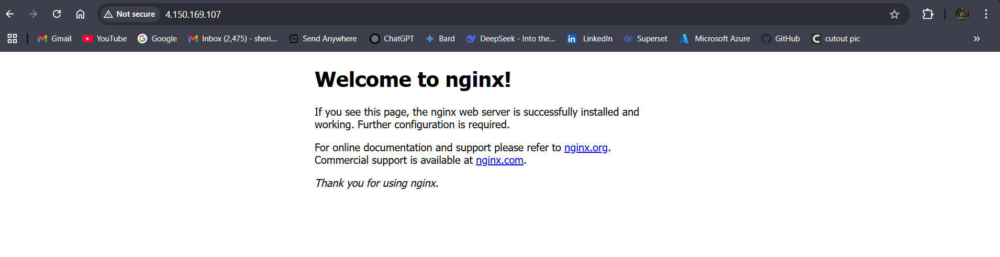 Not secure 4.150.169.107
Gmail YouTube Google Inbox (2,475) - sheri... Send Anywhere ChatGPT Bard DeepSeek - Into the... LinkedIn Superset Microsoft Azure GitHub cutout pic
Welcome to nginx!
If you see this page, the nginx web server is successfully installed and
working. Further configuration is required.
For online documentation and support please refer to nginx.org.
Commercial support is available at nginx.com.
Thank you for using nginx.